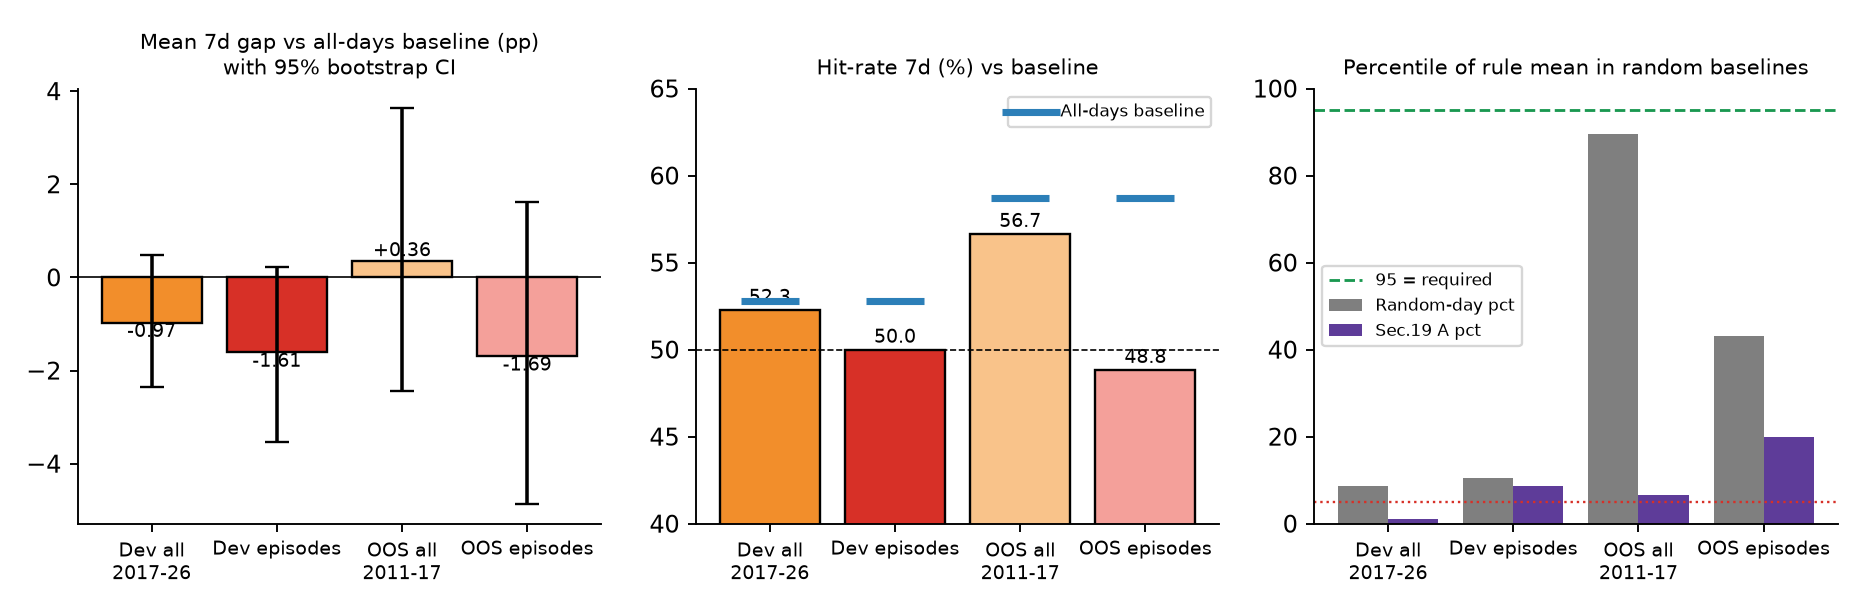 Mean 7d gap vs all-days baseline (pp)
with 95% bootstrap CI
4
2
0
−2
−4
-0.97
-1.61
+0.36
-1.69
Dev all
2017-26
Dev episodes
OOS all
2011-17
OOS episodes
Hit-rate 7d (%) vs baseline
65
60
55
50
45
40
All-days baseline
52.3
50.0
56.7
48.8
Dev all
2017-26
Dev episodes
OOS all
2011-17
OOS episodes
Percentile of rule mean in random baselines
100
80
60
40
20
0
95 = required
Random-day pct
Sec.19 A pct
Dev all
2017-26
Dev episodes
OOS all
2011-17
OOS episodes